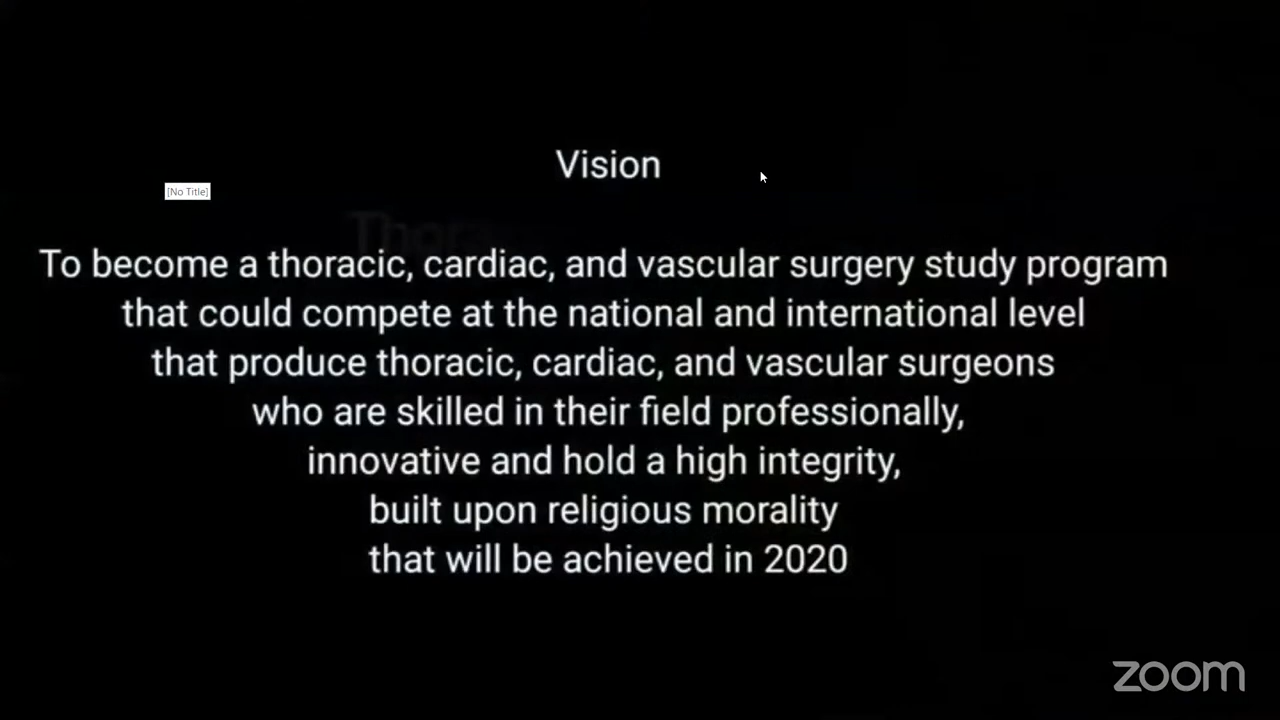 Vision
[No Title]
To become a thoracic, cardiac, and vascular surgery study program
that could compete at the national and international level
that produce thoracic, cardiac, and vascular surgeons
who are skilled in their field professionally,
innovative and hold a high integrity,
built upon religious morality
that will be achieved in 2020
zoom